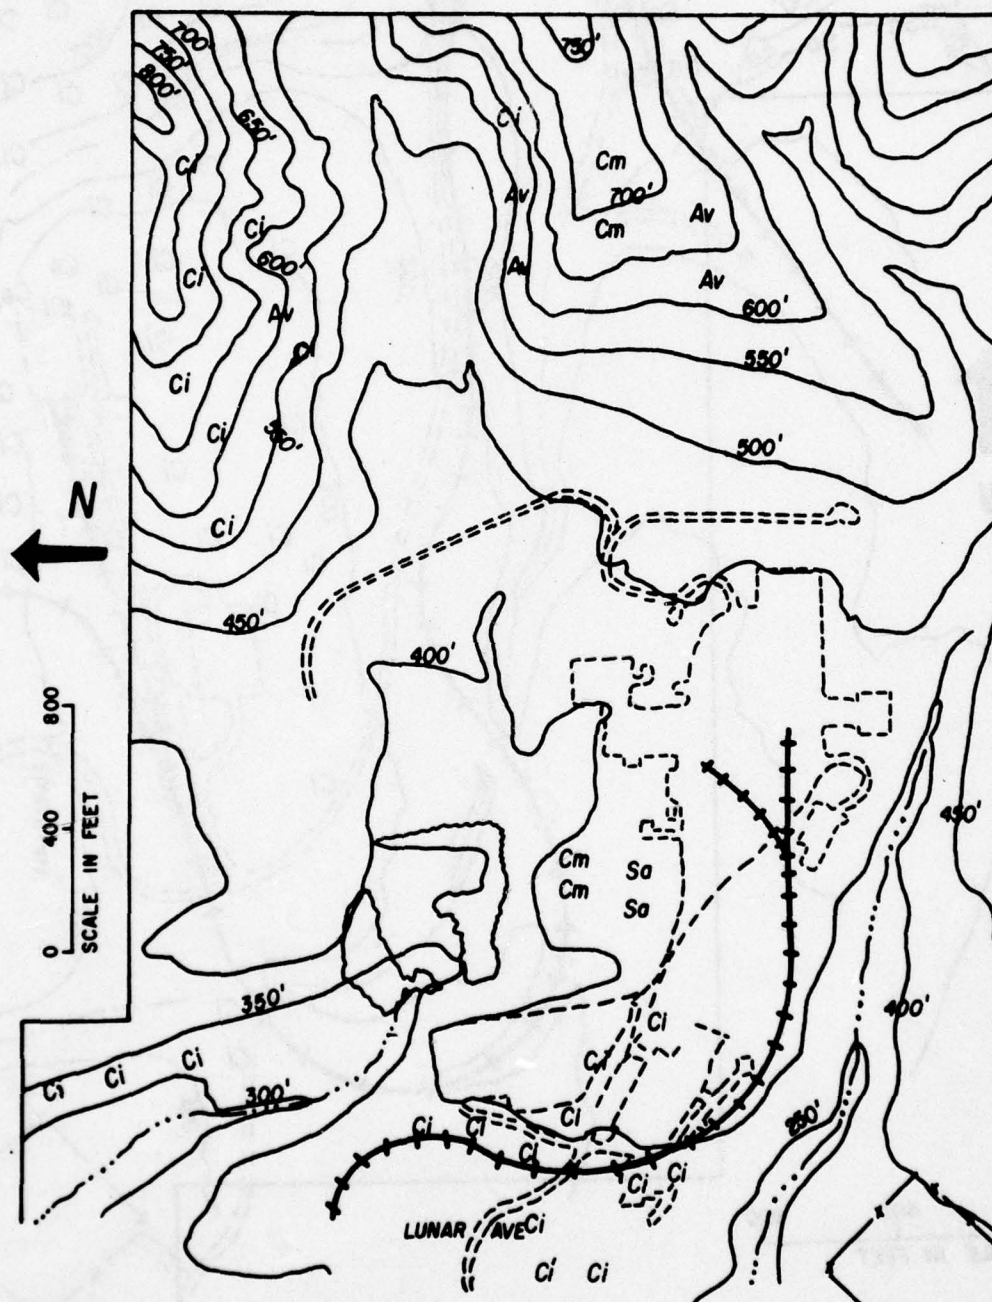 700'
750'
800'
750'
650'
Ci
Ci
Cm
Av
700'
Av
Ci
Cm
600'
Av
Ci
Av
Av
600'
Ci
550'
Ci
Ci
500'
N
Ci
450'
400'
800
400
0
SCALE IN FEET
450'
Cm
Sa
Cm
Sa
350'
400'
Ci
Ci
Ci
Ci
Ci
300'
Ci
250'
Ci
Ci
Ci
Ci
Ci
LUNAR AVE
Ci
Ci
Ci